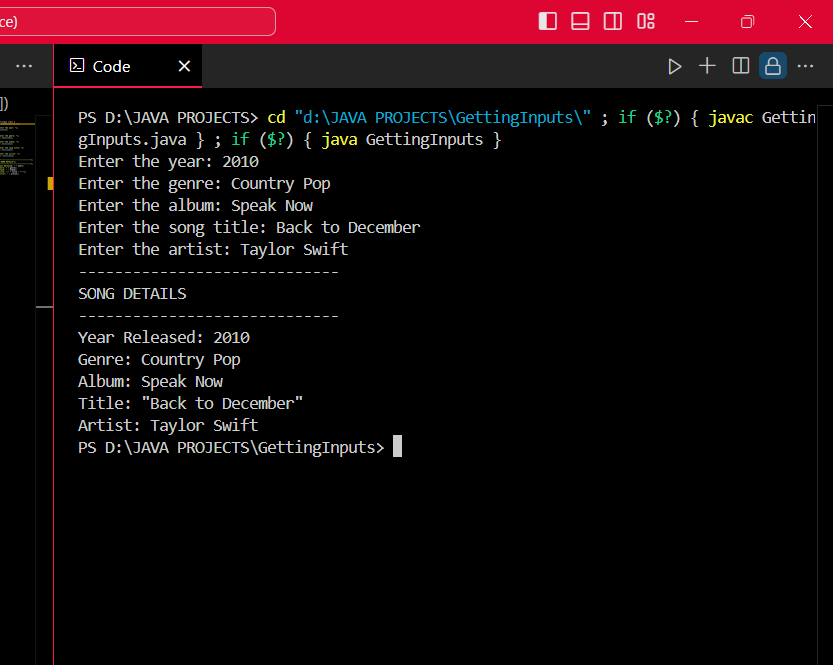 ce)
Code
])
PS D:\JAVA PROJECTS> cd "d:\JAVA PROJECTS\GettingInputs\" ; if ($?) { javac Gettin
gInputs.java } ; if ($?) { java GettingInputs }
Enter the year: 2010
Enter the genre: Country Pop
Enter the album: Speak Now
Enter the song title: Back to December
Enter the artist: Taylor Swift
-----------------------------
SONG DETAILS
-----------------------------
Year Released: 2010
Genre: Country Pop
Album: Speak Now
Title: "Back to December"
Artist: Taylor Swift
PS D:\JAVA PROJECTS\GettingInputs>